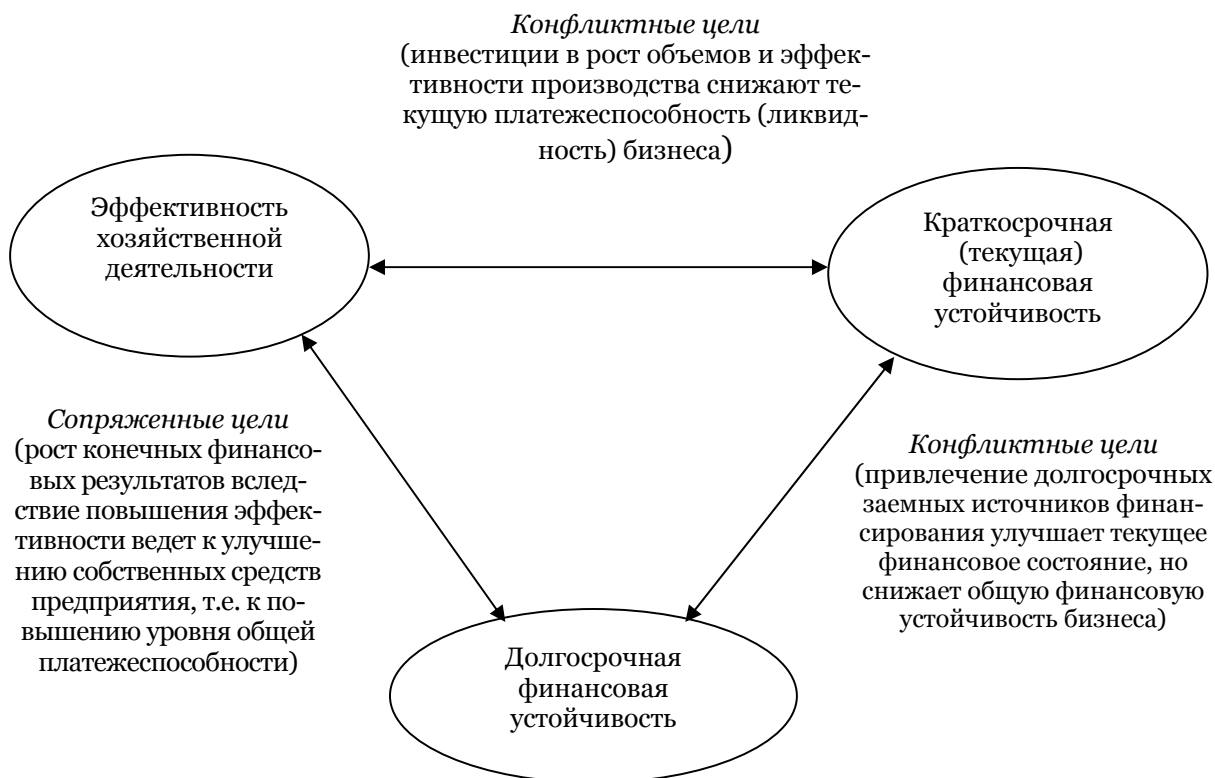 Конфликтные цели
(инвестиции в рост объемов и эффек-
тивности производства снижают те-
кущую платежеспособность (ликвид-
ность) бизнеса)
Эффективность
хозяйственной
деятельности
Краткосрочная
(текущая)
финансовая
устойчивость
Сопряженные цели
(рост конечных финансо-
вых результатов вслед-
ствие повышения эффек-
тивности ведет к улучше-
нию собственных средств
предприятия, т.е. к по-
вышению уровня общей
платежеспособности)
Конфликтные цели
(привлечение долгосрочных
заемных источников финан-
сирования улучшает текущее
финансовое состояние, но
снижает общую финансовую
устойчивость бизнеса)
Долгосрочная
финансовая
устойчивость